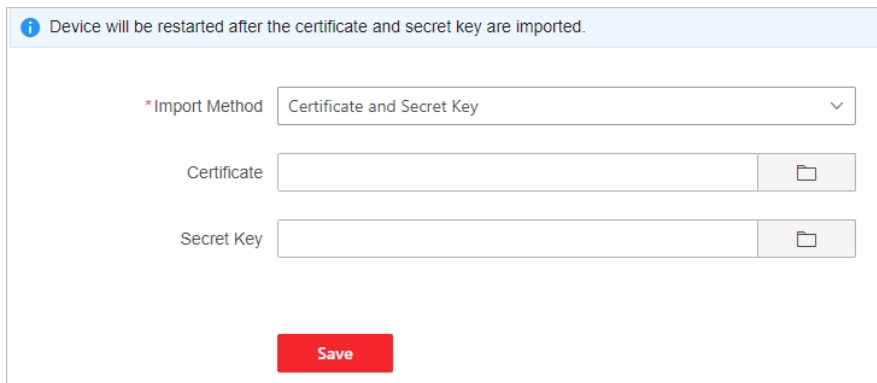 Device will be restarted after the certificate and secret key are imported.
*Import Method Certificate and Secret Key
Certificate
Secret Key
Save